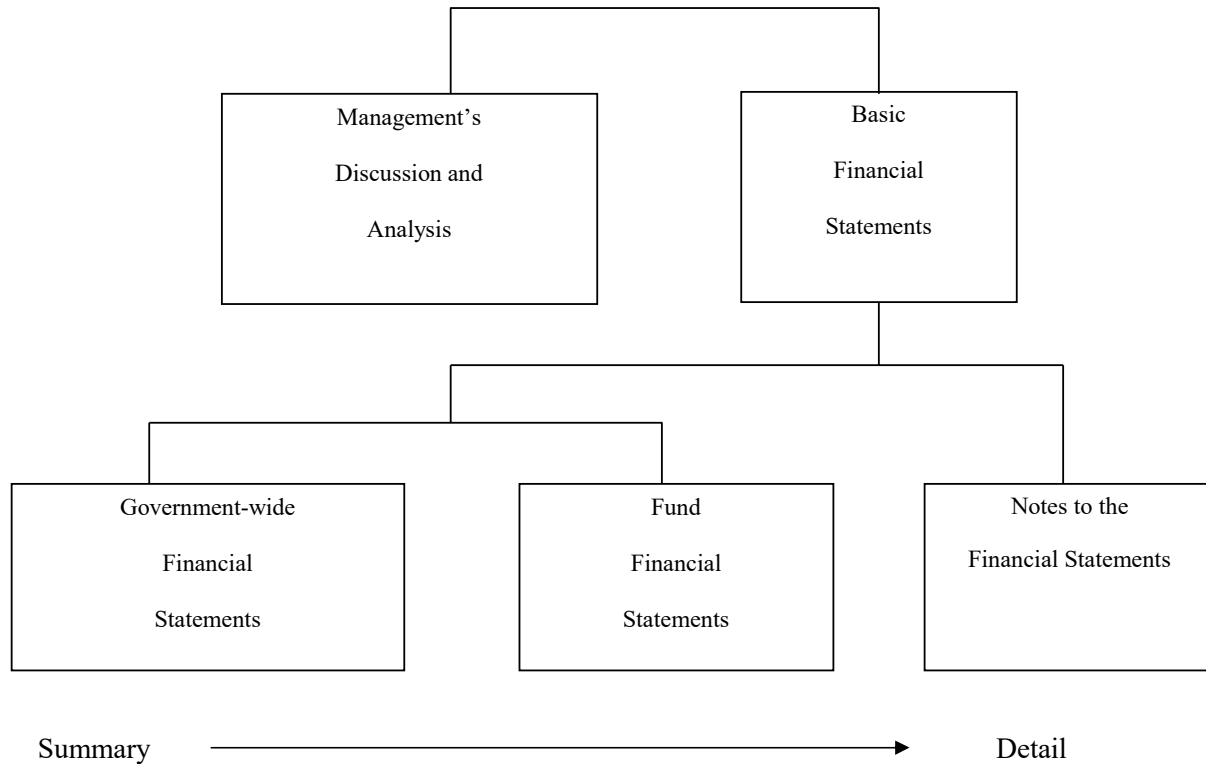 Management’s
Discussion and
Analysis
Basic
Financial
Statements
Government-wide
Financial
Statements
Fund
Financial
Statements
Notes to the
Financial Statements
Summary
Detail